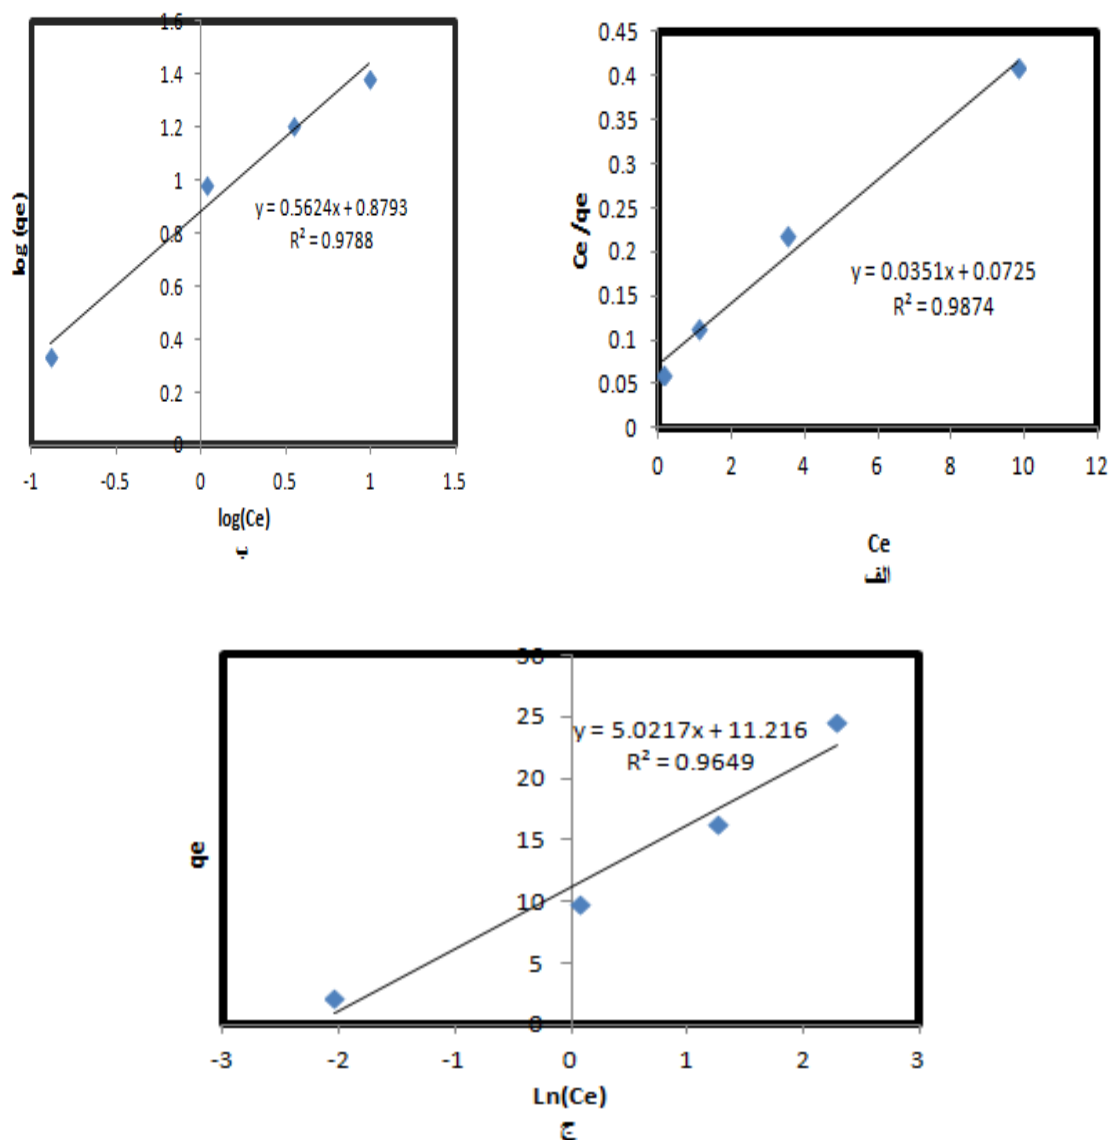 1.6
1.4
1.2
1
0.8
0.6
0.4
0.2
0
log (qe)
y = 0.5624x + 0.8793
R² = 0.9788
-1 -0.5 0 0.5 1 1.5
log(Ce)
ب
0.45
0.4
0.35
0.3
0.25
0.2
0.15
0.1
0.05
0
Ce /qe
y = 0.0351x + 0.0725
R² = 0.9874
0 2 4 6 8 10 12
Ce
الف
30
25
20
15
10
5
0
qe
y = 5.0217x + 11.216
R² = 0.9649
-3 -2 -1 0 1 2 3
Ln(Ce)
ج